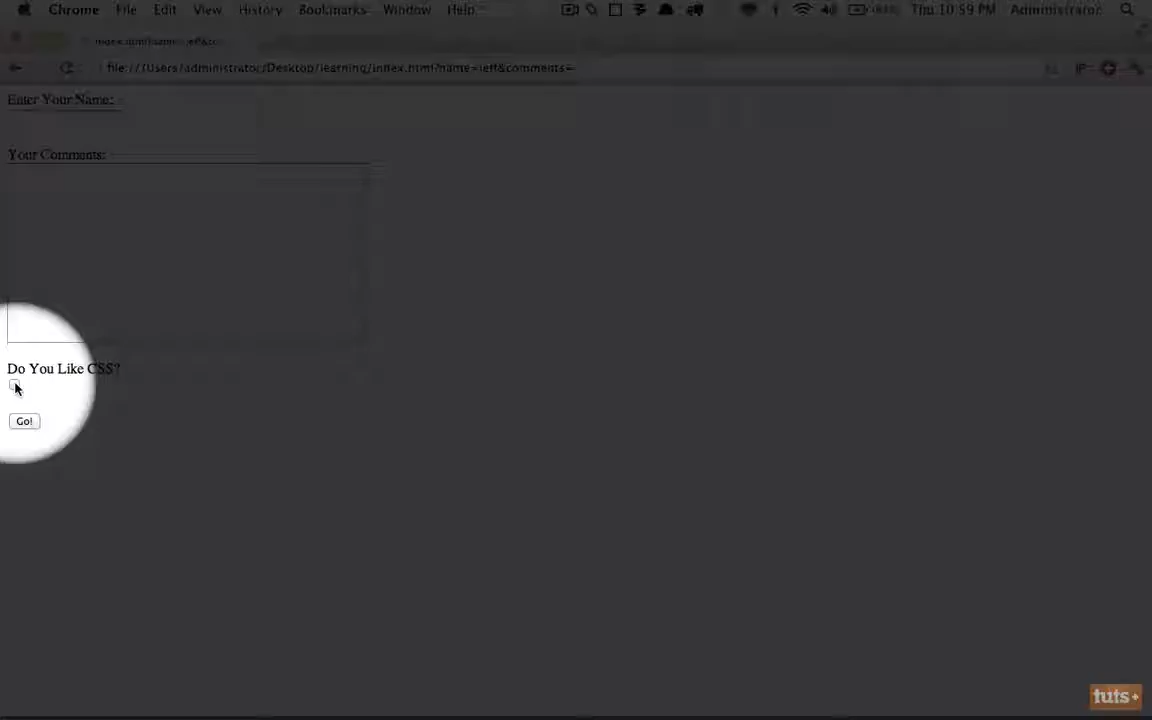 Chrome File Edit View History Bookmarks Window Help Thu 10:59 PM Administrator
file:///Users/administrator/Desktop/learning/index.html?name=jeff&comments=
Enter Your Name:
Your Comments:
Do You Like CSS?
Go!
tuts+